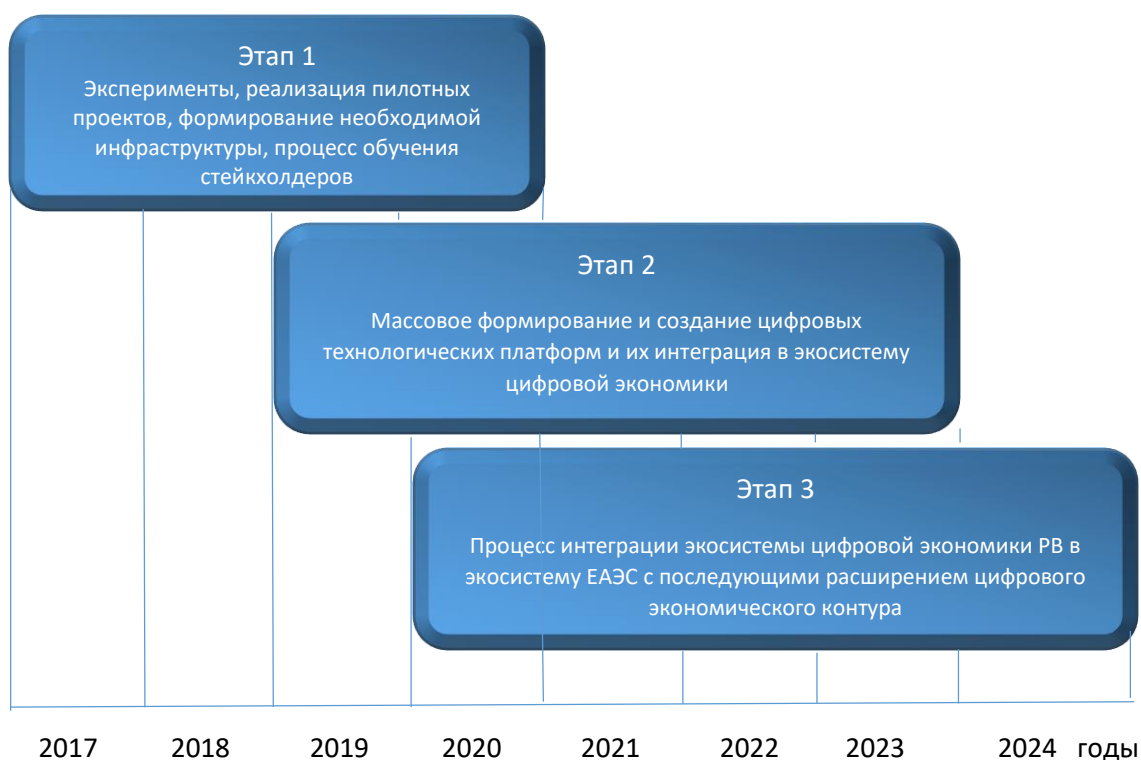 Этап 1
Эксперименты, реализация пилотных
проектов, формирование необходимой
инфраструктуры, процесс обучения
стейкхолдеров
Этап 2
Массовое формирование и создание цифровых
технологических платформ и их интеграция в экосистему
цифровой экономики
Этап 3
Процесс интеграции экосистемы цифровой экономики РВ в
экосистему ЕАЭС с последующими расширением цифрового
экономического контура
2017 2018 2019 2020 2021 2022 2023 2024 годы